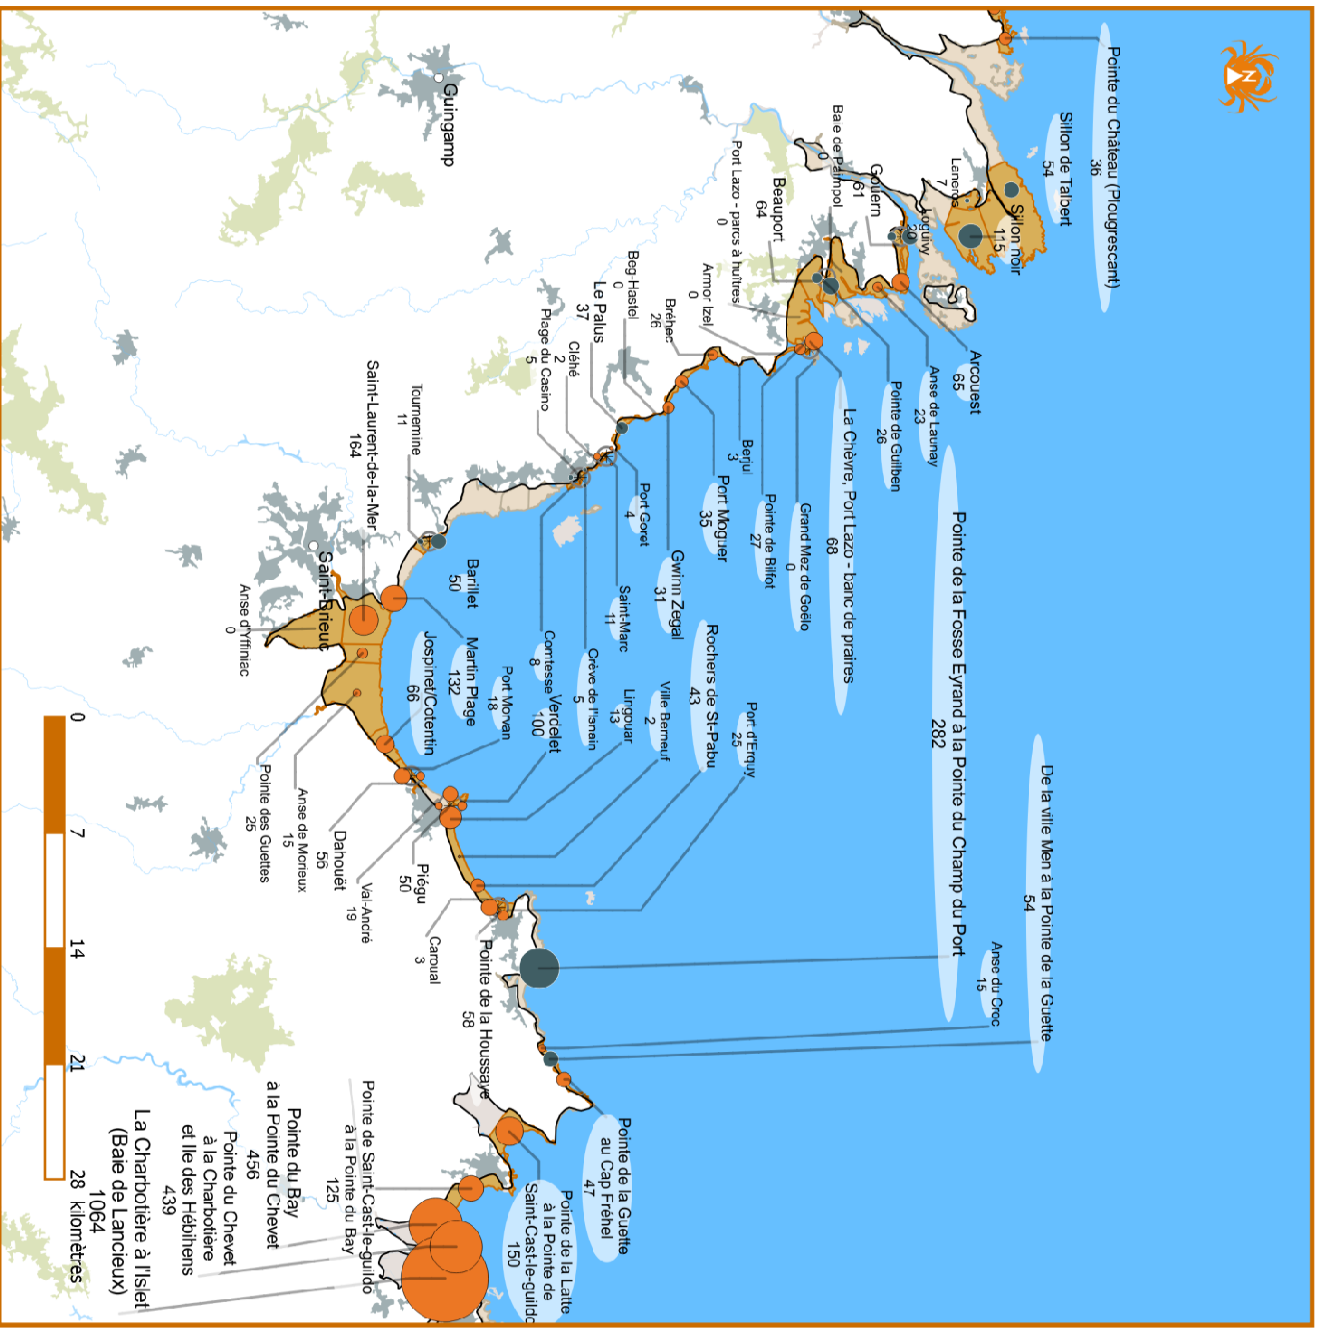 N
Pointe du Château (Plougrescant)
36
Sillon de Talbert
54
Sillon noir
115
Laneros
7
Loguivy
20
Gouern
61
Baie de Paimpol
0
Beauport
64
Port Lazo - parcs à huîtres
0
Armor Izel
0
Bréhec
26
Beg-Hastel
0
Le Palus
37
Cléhé
2
Plage du Casino
5
Tournemine
11
Saint-Laurent-de-la-Mer
164
Guingamp
Saint-Brieuc
Anse d'Yffiniac
0
Arcouest
65
Anse de Launay
23
Pointe de Guilben
26
La Chèvre, Port Lazo - banc de praires
68
Grand Mez de Goëlo
0
Pointe de Bilfot
27
Berjul
3
Port Moguer
35
Gwinn Zegal
31
Port Goret
4
Saint-Marc
11
Crève de l'Isnain
5
Comtesse
8
Barillet
50
Martin Plage
132
Jospinet/Cotentin
66
Port Morvan
18
Verdelet
100
Lingouar
13
Ville Berneuf
2
Rochers de St-Pabu
43
Port d'Erquy
25
Pointe de la Fosse Eyrand à la Pointe du Champ du Port
282
De la ville Men à la Pointe de la Guette
54
Anse du Croc
15
Pointe des Guettes
25
Anse de Morieux
15
Dahouët
56
Val-André
19
Piégu
50
Caroual
3
Pointe de la Houssaye
58
Pointe de la Guette
au Cap Fréhel
47
Pointe de la Latte
à la Pointe de
Saint-Cast-le-guildo
150
Pointe de Saint-Cast-le-guildo
à la Pointe du Bay
125
Pointe du Bay
à la Pointe du Chevet
456
Pointe du Chevet
à la Charbotière
et Ile des Hébihens
439
La Charbotière à l'Islet
(Baie de Lancieux)
1064
0 7 14 21 28 kilomètres